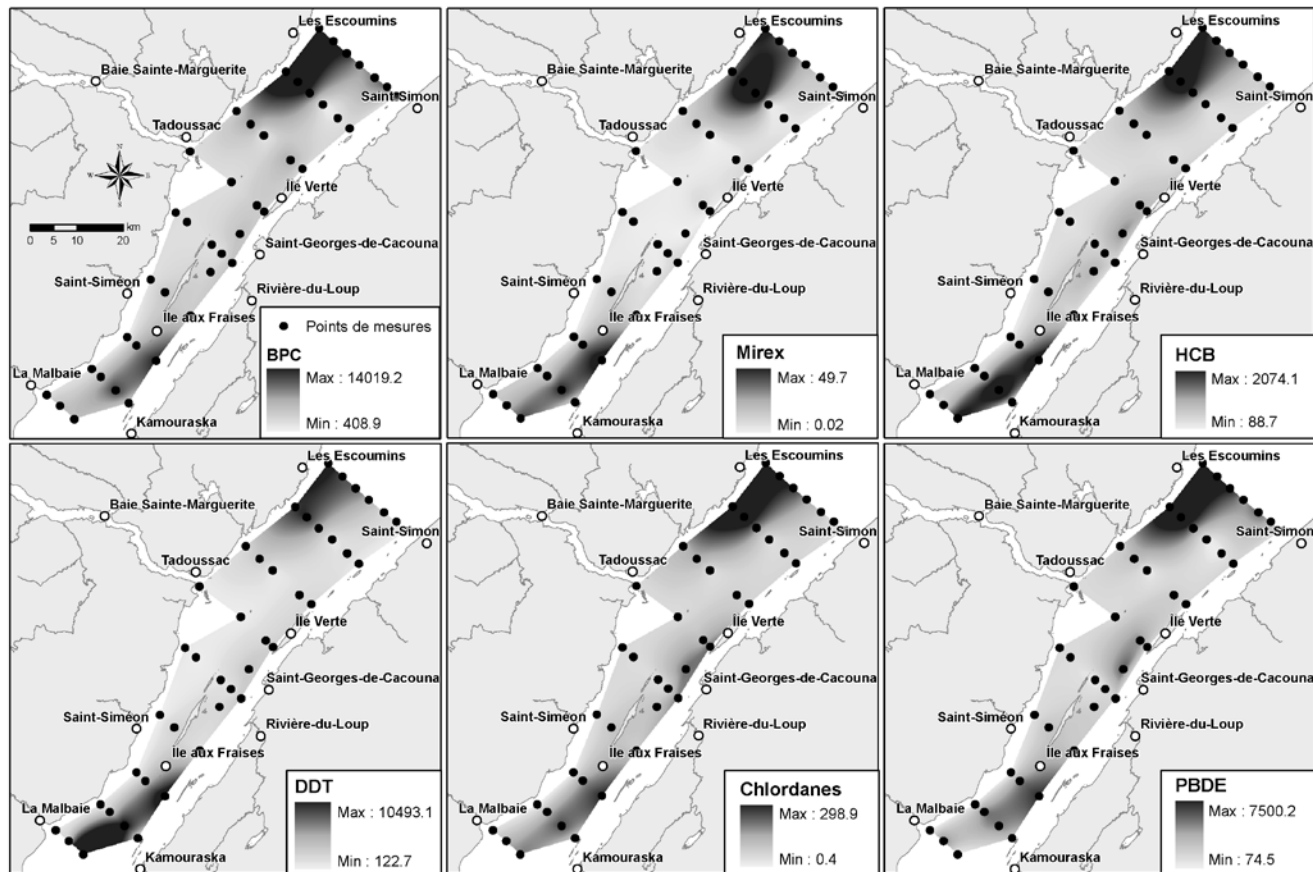 Les Escoumins
Baie Sainte-Marguerite
Saint-Simon
Tadoussac
N
W
E
S
Île Verte
km
0 5 10 20
Saint-Georges-de-Cacouna
Saint-Siméon
Rivière-du-Loup
Île aux Fraises
Points de mesures
BPC
Max : 14019.2
Min : 408.9
La Malbaie
Kamouraska
Les Escoumins
Baie Sainte-Marguerite
Saint-Simon
Tadoussac
Île Verte
Saint-Georges-de-Cacouna
Saint-Siméon
Rivière-du-Loup
Île aux Fraises
Mirex
Max : 49.7
Min : 0.02
La Malbaie
Kamouraska
Les Escoumins
Baie Sainte-Marguerite
Saint-Simon
Tadoussac
Île Verte
Saint-Georges-de-Cacouna
Saint-Siméon
Rivière-du-Loup
Île aux Fraises
HCB
Max : 2074.1
Min : 88.7
La Malbaie
Kamouraska
Les Escoumins
Baie Sainte-Marguerite
Saint-Simon
Tadoussac
Île Verte
Saint-Georges-de-Cacouna
Saint-Siméon
Rivière-du-Loup
Île aux Fraises
DDT
Max : 10493.1
Min : 122.7
La Malbaie
Kamouraska
Les Escoumins
Baie Sainte-Marguerite
Saint-Simon
Tadoussac
Île Verte
Saint-Georges-de-Cacouna
Saint-Siméon
Rivière-du-Loup
Île aux Fraises
Chlordanes
Max : 298.9
Min : 0.4
La Malbaie
Kamouraska
Les Escoumins
Baie Sainte-Marguerite
Saint-Simon
Tadoussac
Île Verte
Saint-Georges-de-Cacouna
Saint-Siméon
Rivière-du-Loup
Île aux Fraises
PBDE
Max : 7500.2
Min : 74.5
La Malbaie
Kamouraska